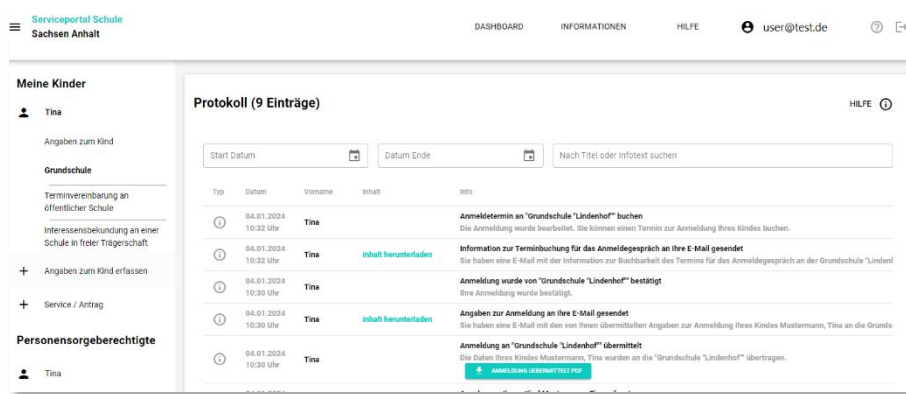 Serviceportal Schule
Sachsen Anhalt
DASHBOARD
INFORMATIONEN
HILFE
user@test.de
Meine Kinder
Tina
Angaben zum Kind
Grundschule
Terminvereinbarung an
öffentlicher Schule
Interessensbekundung an einer
Schule in freier Trägerschaft
Angaben zum Kind erfassen
Service / Antrag
Personensorgeberechtigte
Tina
Protokoll (9 Einträge)
HILFE
Start Datum
Datum Ende
Nach Titel oder Infotext suchen
Typ Datum Vorname Inhalt Info
04.01.2024
10:32 Uhr
Tina
Anmeldetermin an "Grundschule "Lindenhof"" buchen
Die Anmeldung wurde bearbeitet. Sie können einen Termin zur Anmeldung Ihres Kindes buchen.
04.01.2024
10:32 Uhr
Tina
Inhalt herunterladen
Information zur Terminbuchung für das Anmeldegespräch an Ihre E-Mail gesendet
Sie haben eine E-Mail mit der Information zur Buchbarkeit des Termins für das Anmeldegespräch an der Grundschule "Lindenl
04.01.2024
10:30 Uhr
Tina
Anmeldung wurde von "Grundschule "Lindenhof"" bestätigt
Ihre Anmeldung wurde bestätigt.
04.01.2024
10:30 Uhr
Tina
Inhalt herunterladen
Angaben zur Anmeldung an Ihre E-Mail gesendet
Sie haben eine E-Mail mit den von Ihnen übermittelten Angaben zur Anmeldung Ihres Kindes Mustermann, Tina an die Grunds
04.01.2024
10:30 Uhr
Tina
Anmeldung an "Grundschule "Lindenhof"" übermittelt
Die Daten Ihres Kindes Mustermann, Tina wurden an die "Grundschule "Lindenhof"" übertragen.
ANMELDUNG UEBERMITTELT PDF